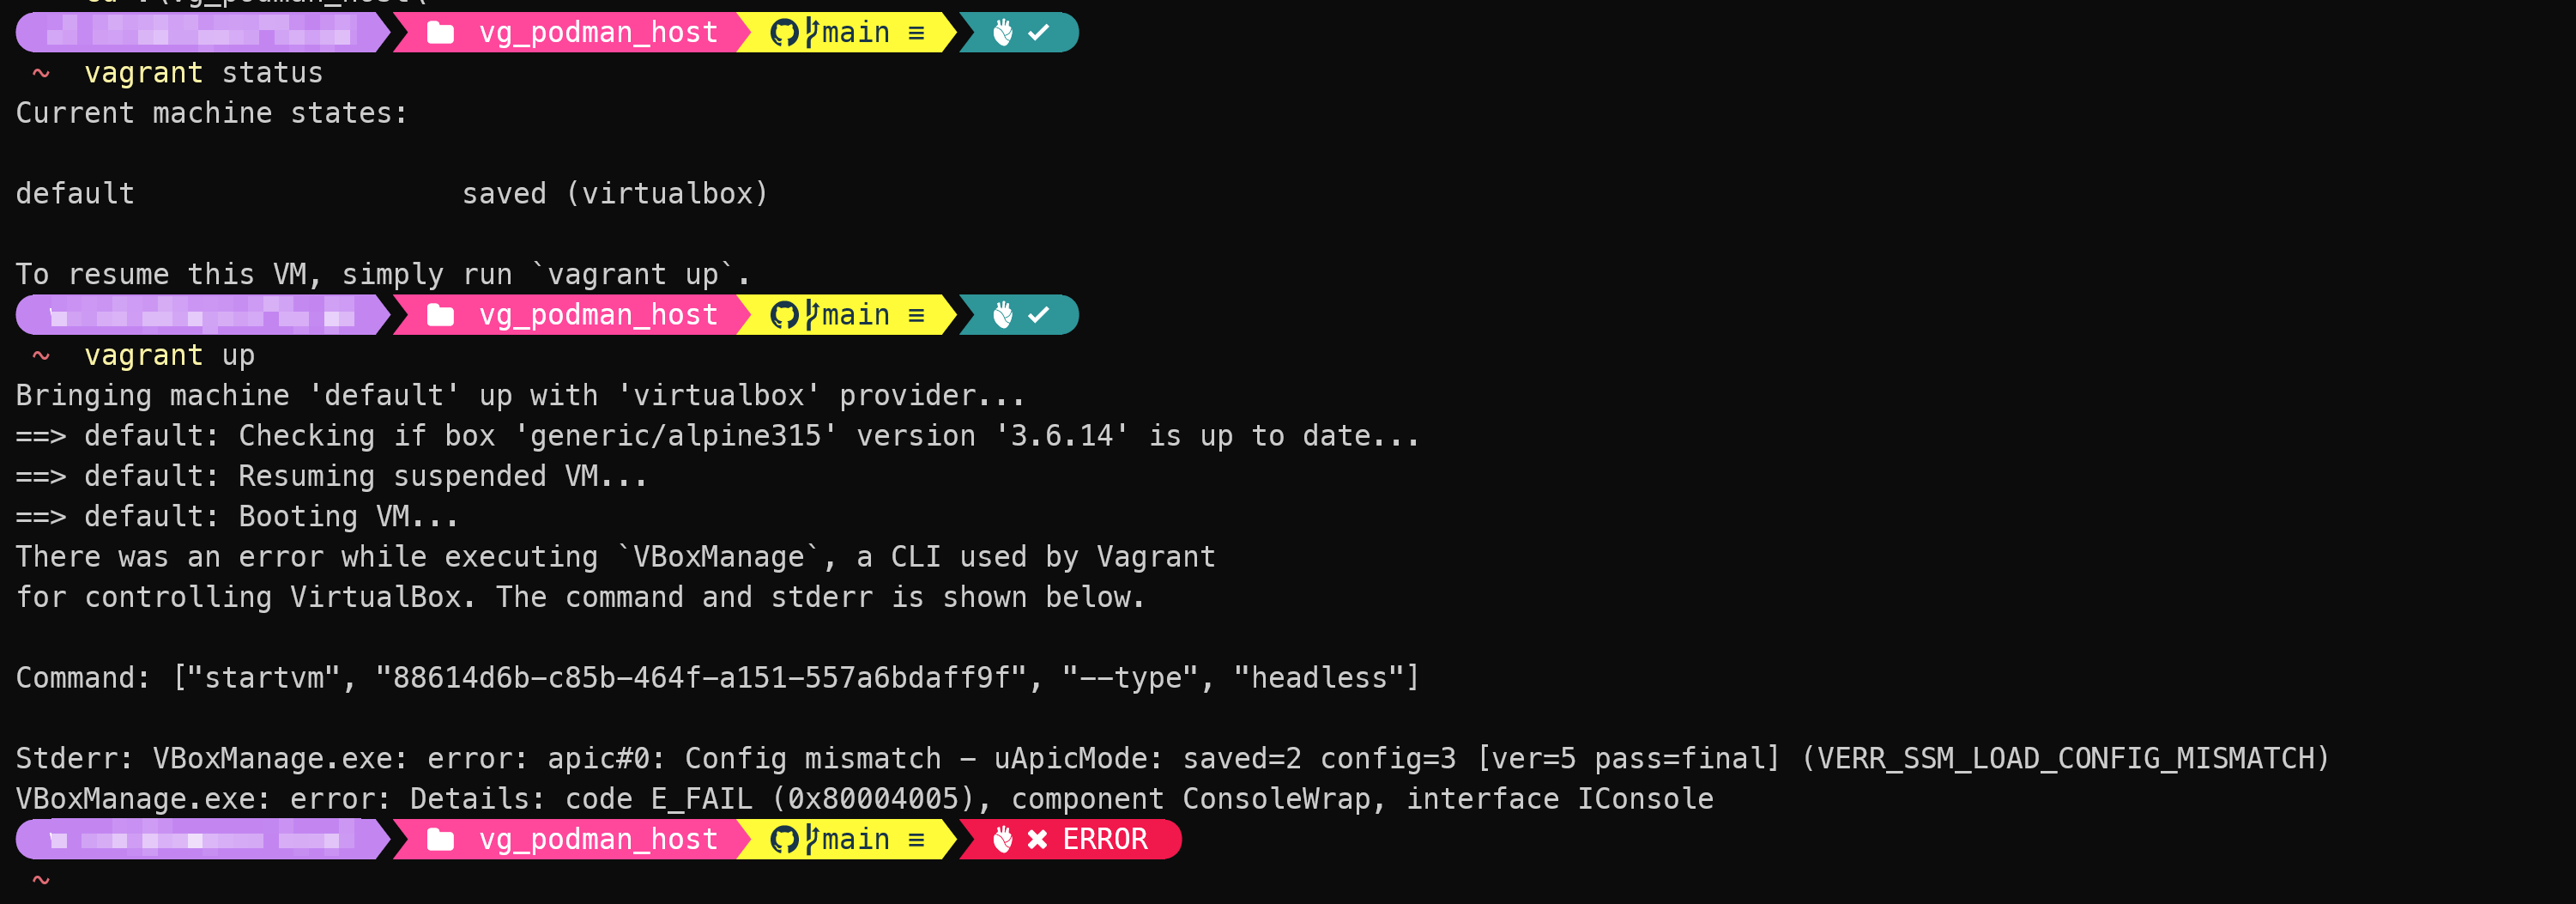 vg_podman_host main ≡ ✓
~ vagrant status
Current machine states:
default saved (virtualbox)
To resume this VM, simply run `vagrant up`.
vg_podman_host main ≡ ✓
~ vagrant up
Bringing machine 'default' up with 'virtualbox' provider...
==> default: Checking if box 'generic/alpine315' version '3.6.14' is up to date...
==> default: Resuming suspended VM...
==> default: Booting VM...
There was an error while executing `VBoxManage`, a CLI used by Vagrant
for controlling VirtualBox. The command and stderr is shown below.
Command: ["startvm", "88614d6b-c85b-464f-a151-557a6bdaff9f", "--type", "headless"]
Stderr: VBoxManage.exe: error: apic#0: Config mismatch - uApicMode: saved=2 config=3 [ver=5 pass=final] (VERR_SSM_LOAD_CONFIG_MISMATCH)
VBoxManage.exe: error: Details: code E_FAIL (0x80004005), component ConsoleWrap, interface IConsole
vg_podman_host main ≡ ✖ ERROR
~